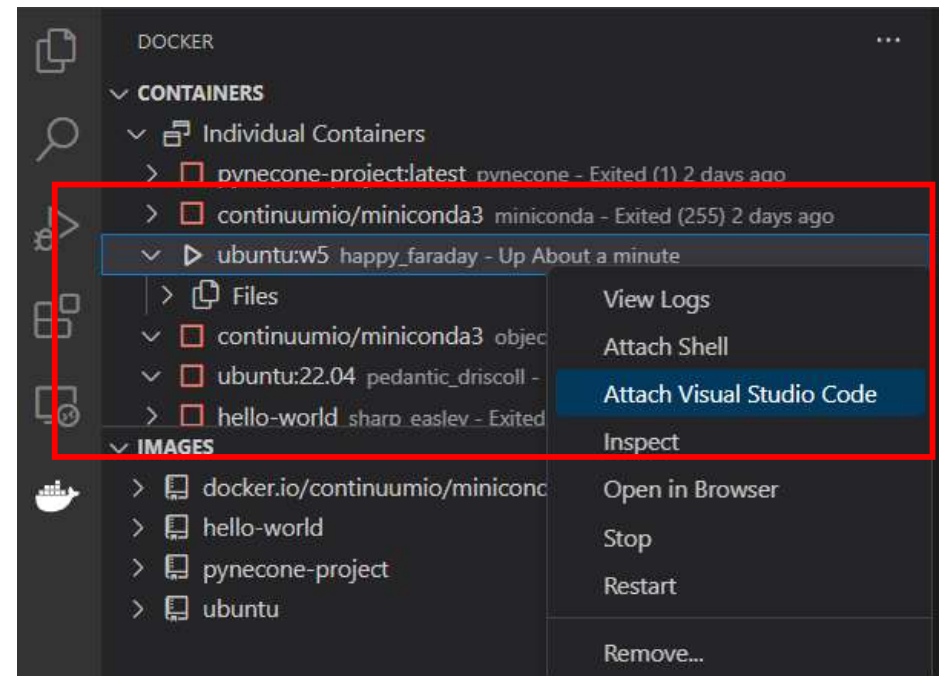 DOCKER
CONTAINERS
Individual Containers
pynecone-project:latest pynecone - Exited (1) 2 days ago
continuumio/miniconda3 miniconda - Exited (255) 2 days ago
ubuntu:w5 happy_faraday - Up About a minute
Files
continuumio/miniconda3 objec
ubuntu:22.04 pedantic_driscoll -
hello-world sharp_easley - Exited
IMAGES
docker.io/continuumio/minicond
hello-world
pynecone-project
ubuntu
View Logs
Attach Shell
Attach Visual Studio Code
Inspect
Open in Browser
Stop
Restart
Remove...